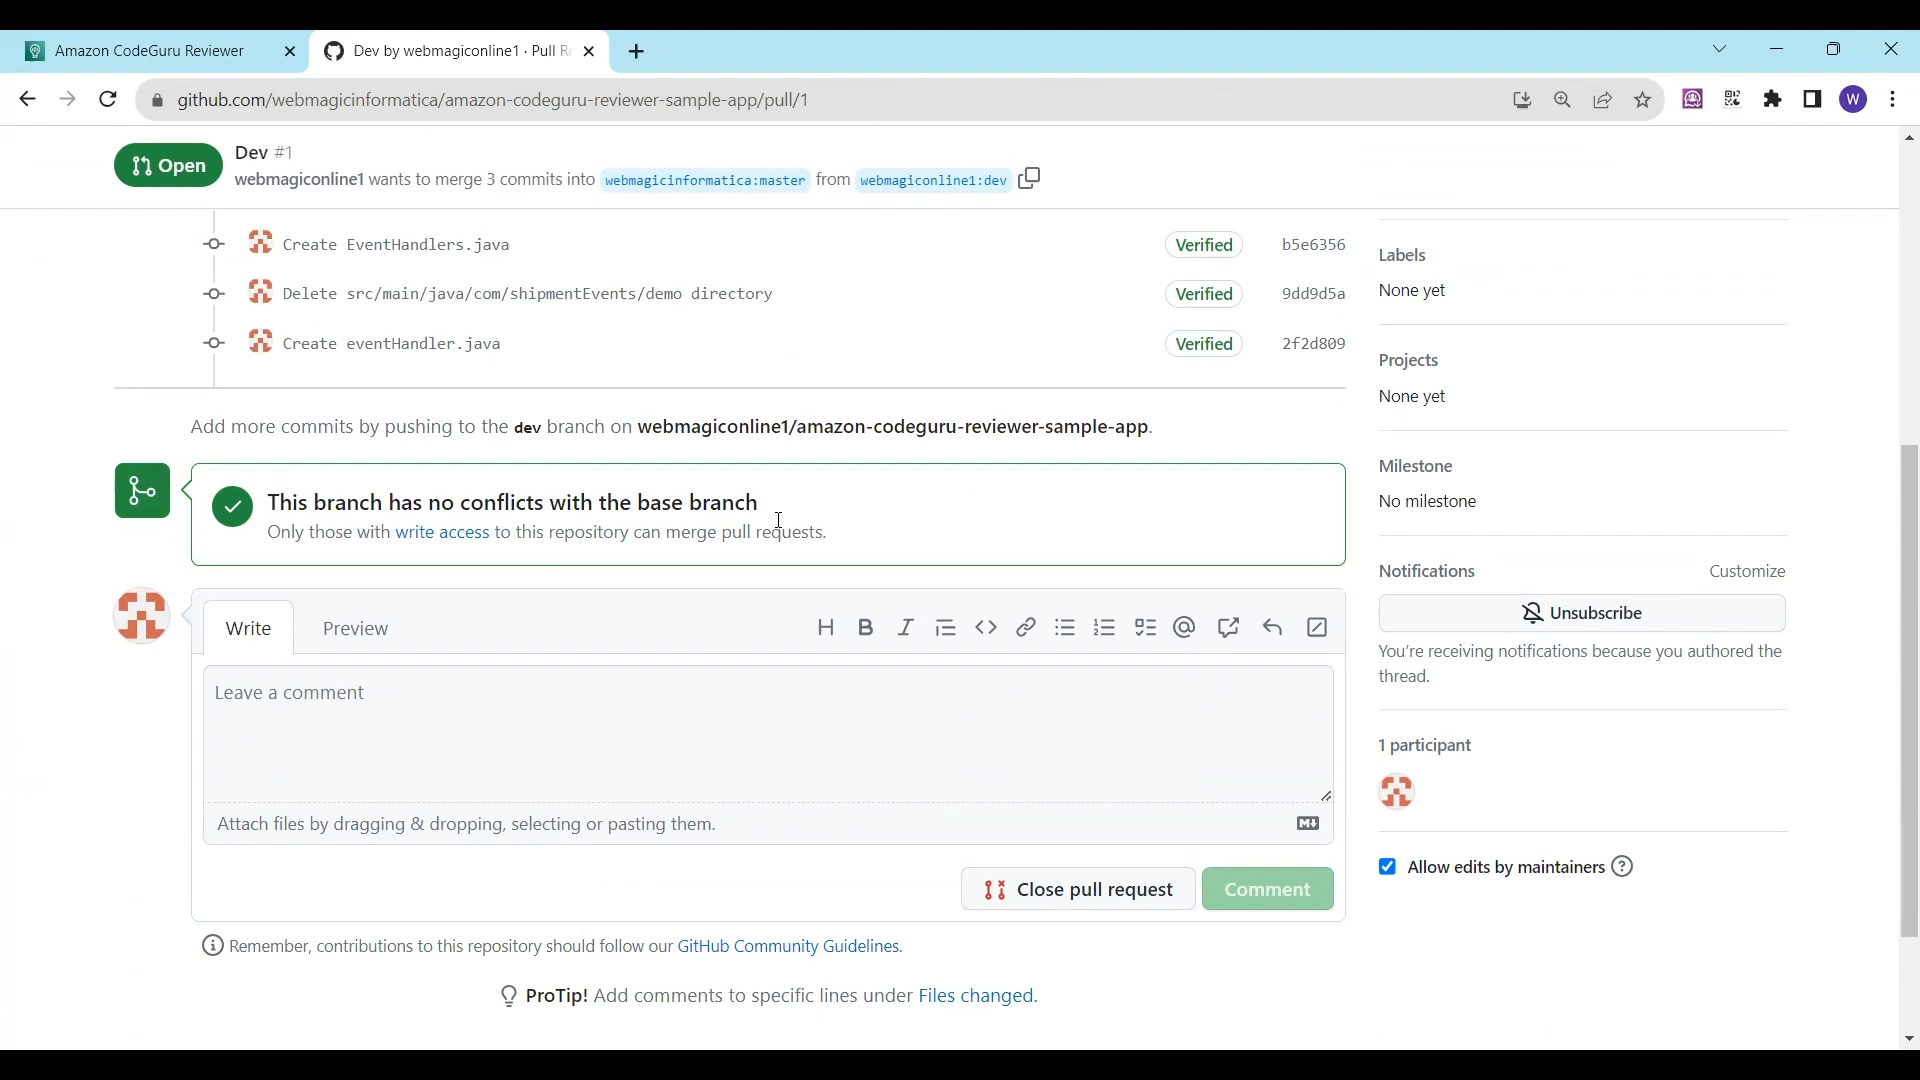 Amazon CodeGuru Reviewer
Dev by webmagiconline1 · Pull R
github.com/webmagicinformatica/amazon-codeguru-reviewer-sample-app/pull/1
W
Open
Dev #1
webmagiconline1 wants to merge 3 commits into webmagicinformatica:master from webmagiconline1:dev
Create EventHandlers.java
Verified
b5e6356
Delete src/main/java/com/shipmentEvents/demo directory
Verified
9dd9d5a
Create eventHandler.java
Verified
2f2d809
Add more commits by pushing to the dev branch on webmagiconline1/amazon-codeguru-reviewer-sample-app.
This branch has no conflicts with the base branch
Only those with write access to this repository can merge pull requests.
Write
Preview
H B I
Leave a comment
Attach files by dragging & dropping, selecting or pasting them.
Close pull request
Comment
Remember, contributions to this repository should follow our GitHub Community Guidelines.
ProTip! Add comments to specific lines under Files changed.
Labels
None yet
Projects
None yet
Milestone
No milestone
Notifications
Customize
Unsubscribe
You're receiving notifications because you authored the
thread.
1 participant
Allow edits by maintainers